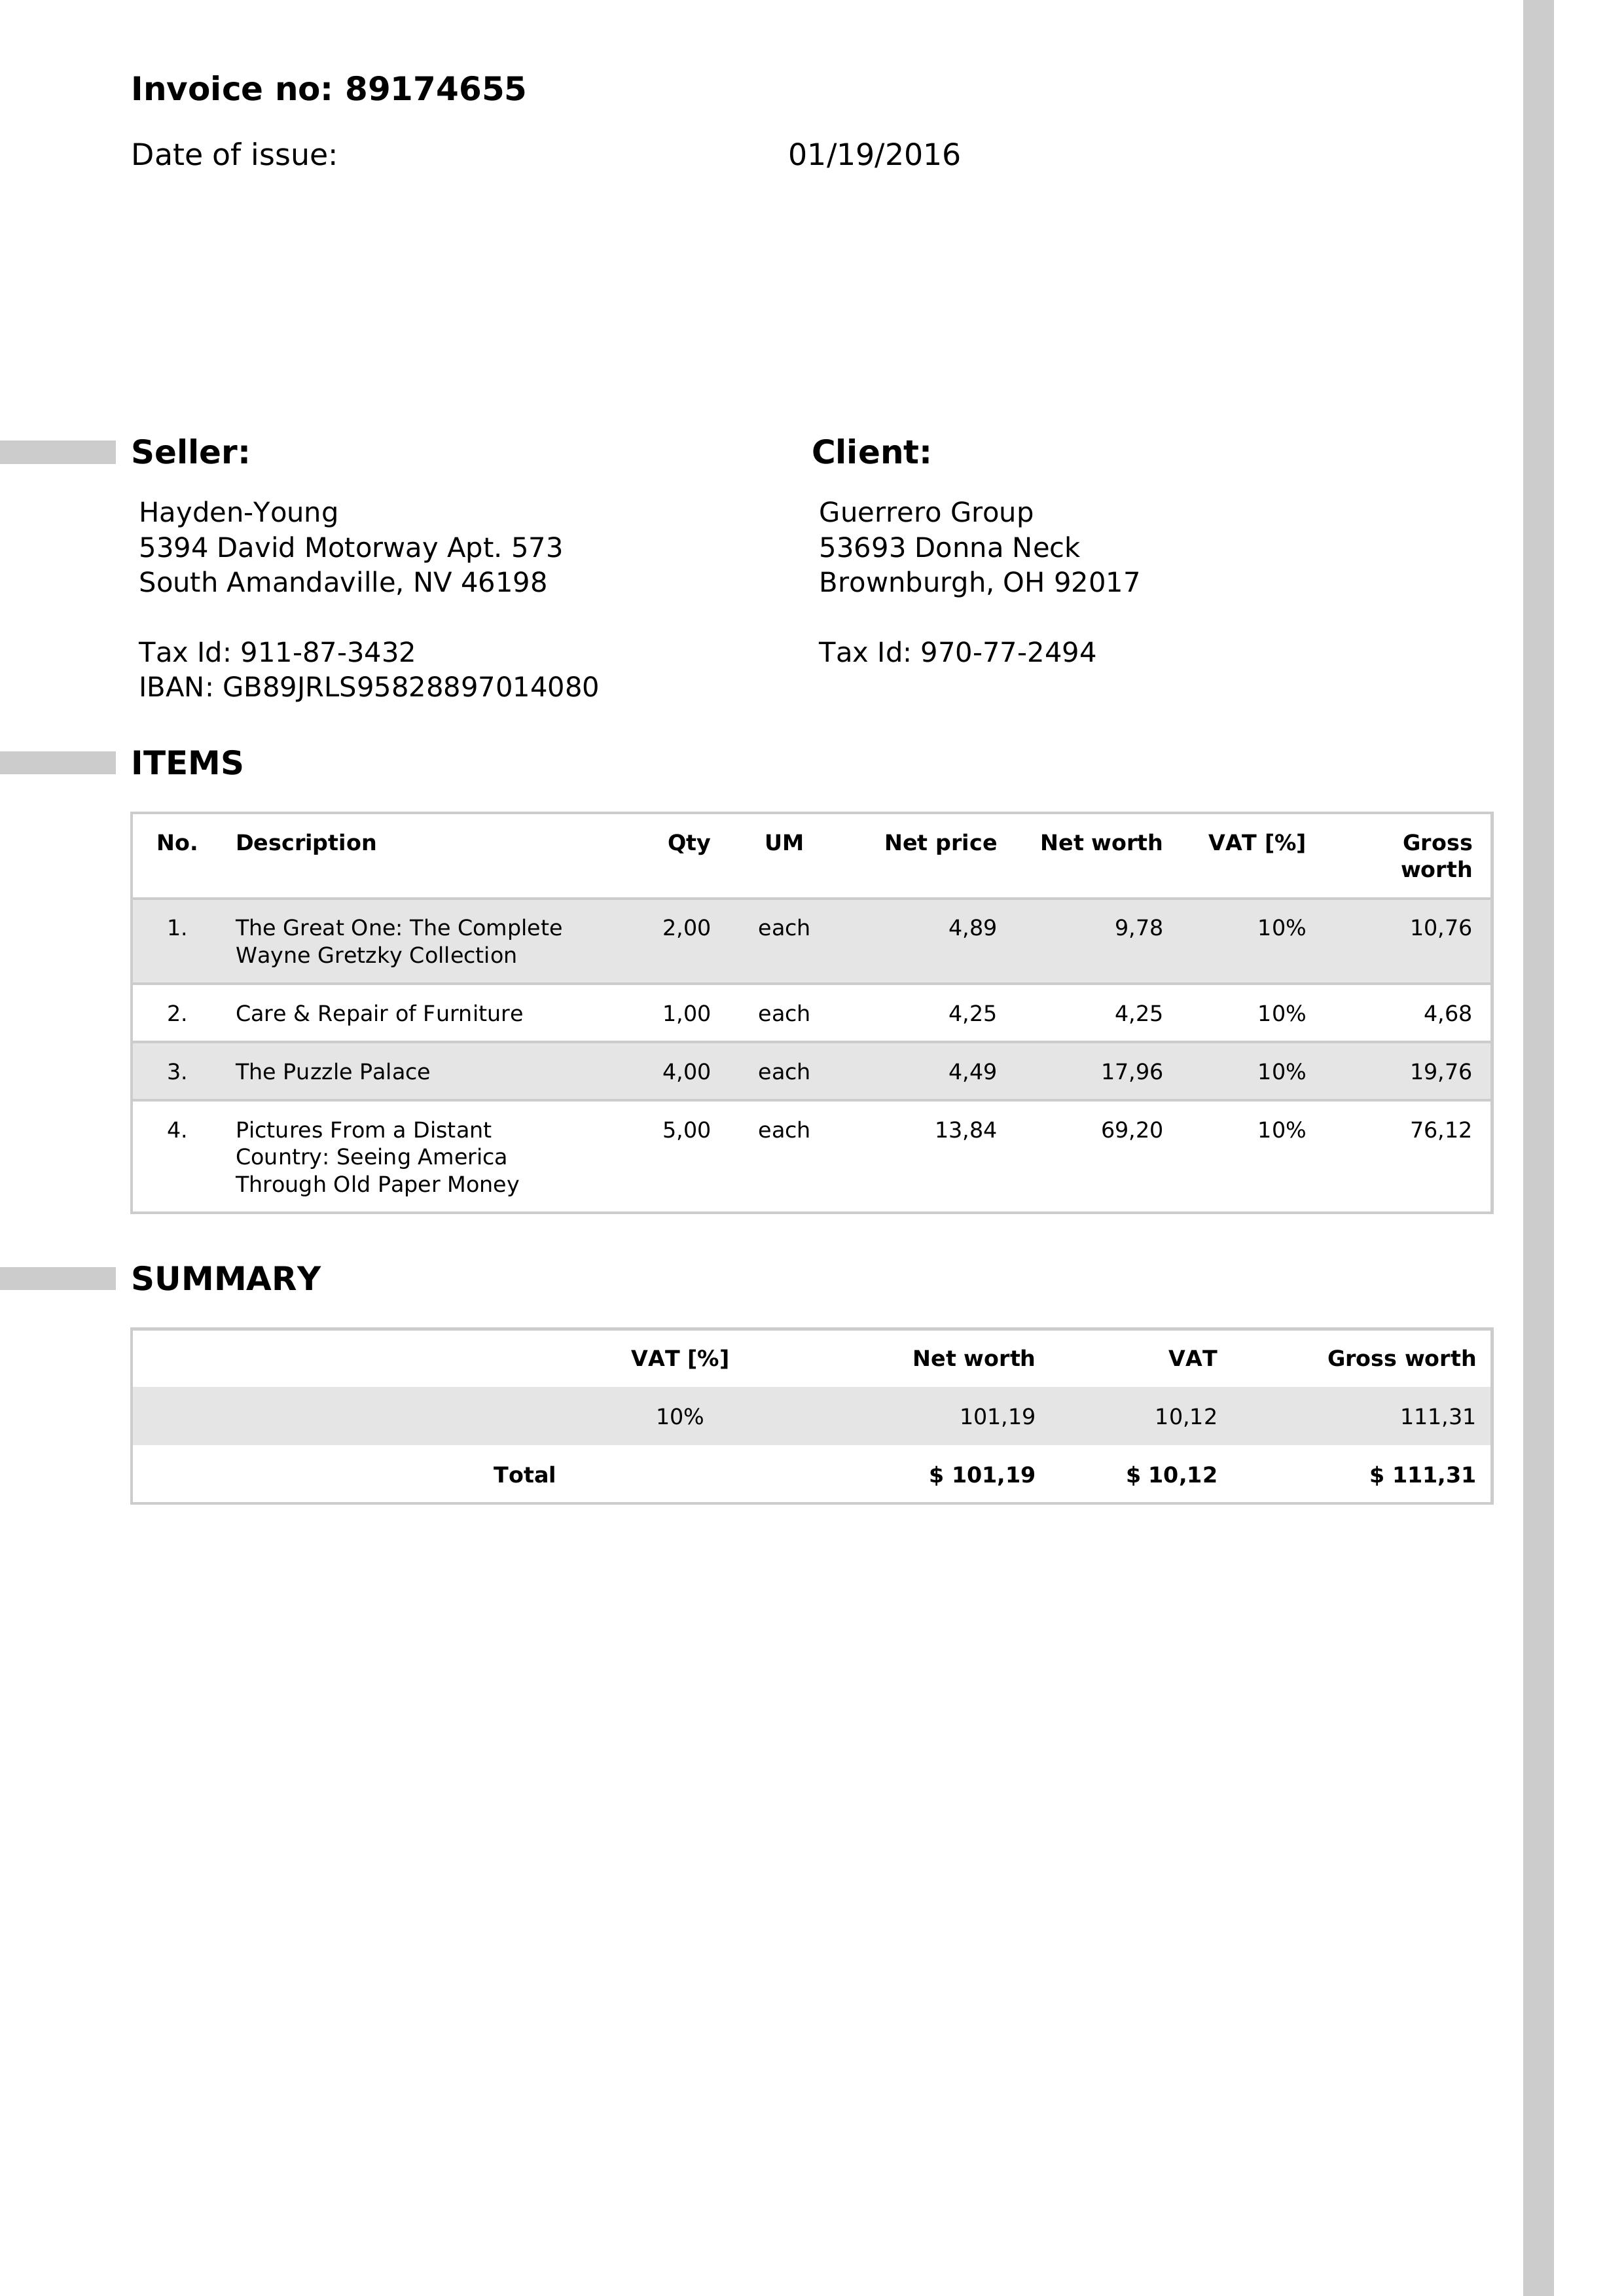 Invoice no: 89174655
Date of issue: 01/19/2016
Seller:
Hayden-Young
5394 David Motorway Apt. 573
South Amandaville, NV 46198
Tax Id: 911-87-3432
IBAN: GB89JRLS95828897014080
Client:
Guerrero Group
53693 Donna Neck
Brownburgh, OH 92017
Tax Id: 970-77-2494
ITEMS
No. Description Qty UM Net price Net worth VAT [%] Gross
worth
1. The Great One: The Complete 2,00 each 4,89 9,78 10% 10,76
Wayne Gretzky Collection
2. Care & Repair of Furniture 1,00 each 4,25 4,25 10% 4,68
3. The Puzzle Palace 4,00 each 4,49 17,96 10% 19,76
4. Pictures From a Distant 5,00 each 13,84 69,20 10% 76,12
Country: Seeing America
Through Old Paper Money
SUMMARY
VAT [%] Net worth VAT Gross worth
10% 101,19 10,12 111,31
Total $ 101,19 $ 10,12 $ 111,31